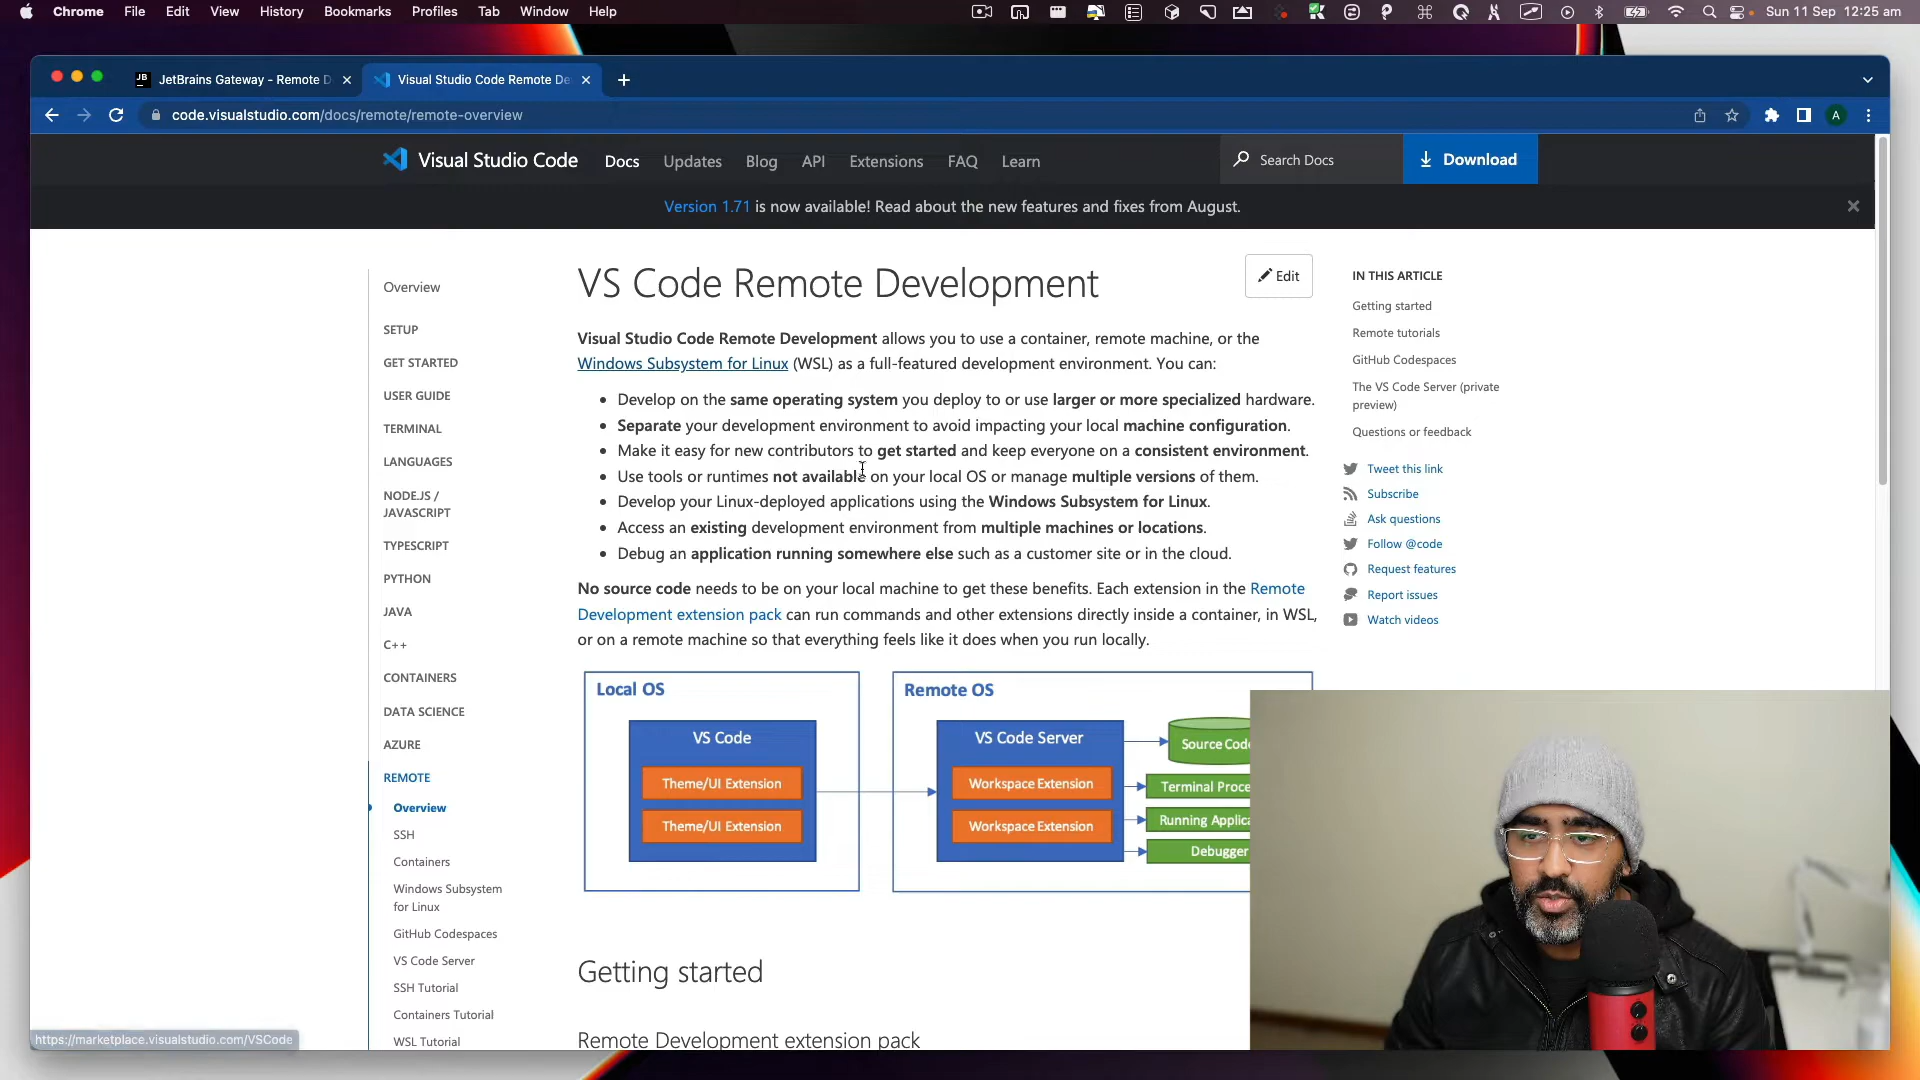 Chrome File Edit View History Bookmarks Profiles Tab Window Help
Sun 11 Sep 12:25 am
JetBrains Gateway - Remote D
Visual Studio Code Remote De
code.visualstudio.com/docs/remote/remote-overview
A
Visual Studio Code
Docs Updates Blog API Extensions FAQ Learn
Search Docs
Download
Version 1.71 is now available! Read about the new features and fixes from August.
Overview
SETUP
GET STARTED
USER GUIDE
TERMINAL
LANGUAGES
NODE.JS /
JAVASCRIPT
TYPESCRIPT
PYTHON
JAVA
C++
CONTAINERS
DATA SCIENCE
AZURE
REMOTE
Overview
SSH
Containers
Windows Subsystem
for Linux
GitHub Codespaces
VS Code Server
SSH Tutorial
Containers Tutorial
WSL Tutorial
VS Code Remote Development
Edit
Visual Studio Code Remote Development allows you to use a container, remote machine, or the
Windows Subsystem for Linux (WSL) as a full-featured development environment. You can:
• Develop on the same operating system you deploy to or use larger or more specialized hardware.
• Separate your development environment to avoid impacting your local machine configuration.
• Make it easy for new contributors to get started and keep everyone on a consistent environment.
• Use tools or runtimes not available on your local OS or manage multiple versions of them.
• Develop your Linux-deployed applications using the Windows Subsystem for Linux.
• Access an existing development environment from multiple machines or locations.
• Debug an application running somewhere else such as a customer site or in the cloud.
No source code needs to be on your local machine to get these benefits. Each extension in the Remote
Development extension pack can run commands and other extensions directly inside a container, in WSL,
or on a remote machine so that everything feels like it does when you run locally.
Local OS
VS Code
Theme/UI Extension
Theme/UI Extension
Remote OS
VS Code Server
Workspace Extension
Workspace Extension
Source Code
Terminal Proce
Running Applica
Debugger
Getting started
Remote Development extension pack
IN THIS ARTICLE
Getting started
Remote tutorials
GitHub Codespaces
The VS Code Server (private
preview)
Questions or feedback
Tweet this link
Subscribe
Ask questions
Follow @code
Request features
Report issues
Watch videos
https://marketplace.visualstudio.com/VSCode